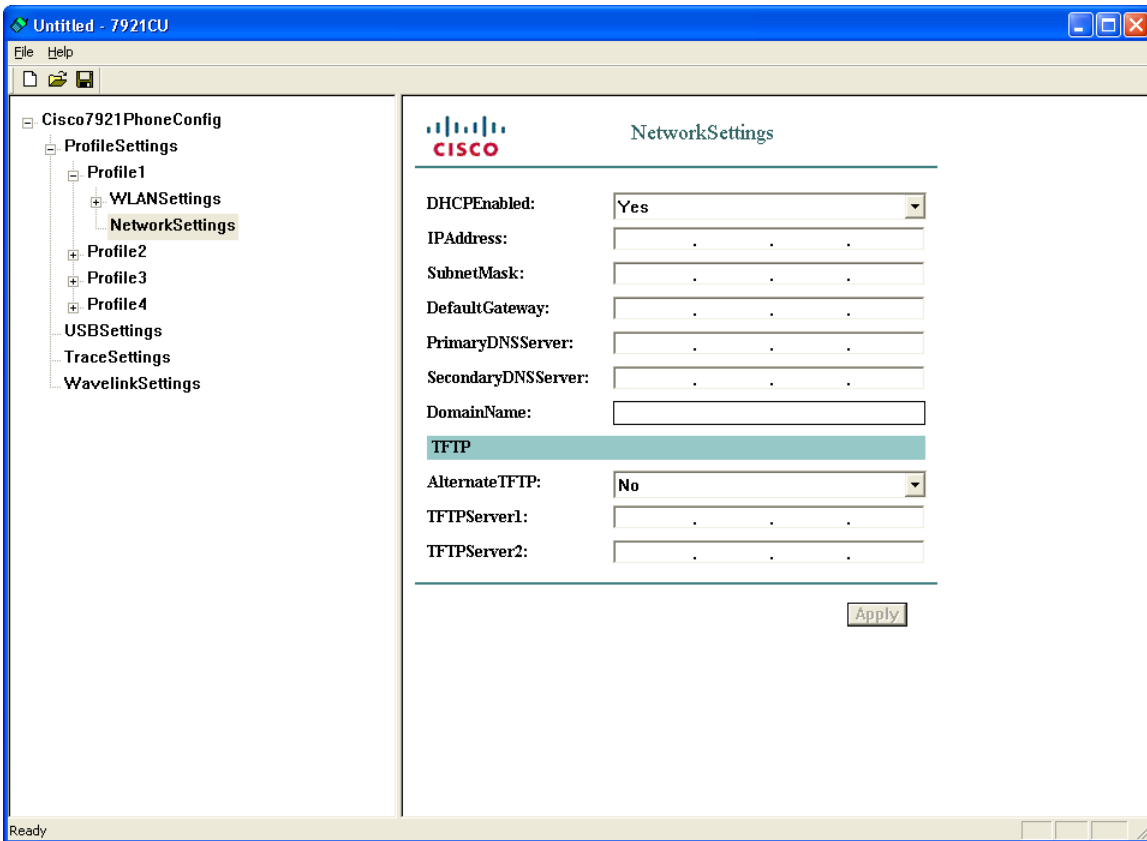 Untitled - 7921CU
File Help
Cisco7921PhoneConfig
ProfileSettings
Profile1
WLANSettings
NetworkSettings
Profile2
Profile3
Profile4
USBSettings
TraceSettings
WavelinkSettings
CISCO
NetworkSettings
DHCPEnabled: Yes
IPAddress: . . .
SubnetMask: . . .
DefaultGateway: . . .
PrimaryDNSServer: . . .
SecondaryDNSServer: . . .
DomainName:
TFTP
AlternateTFTP: No
TFTPServer1: . . .
TFTPServer2: . . .
Apply
Ready